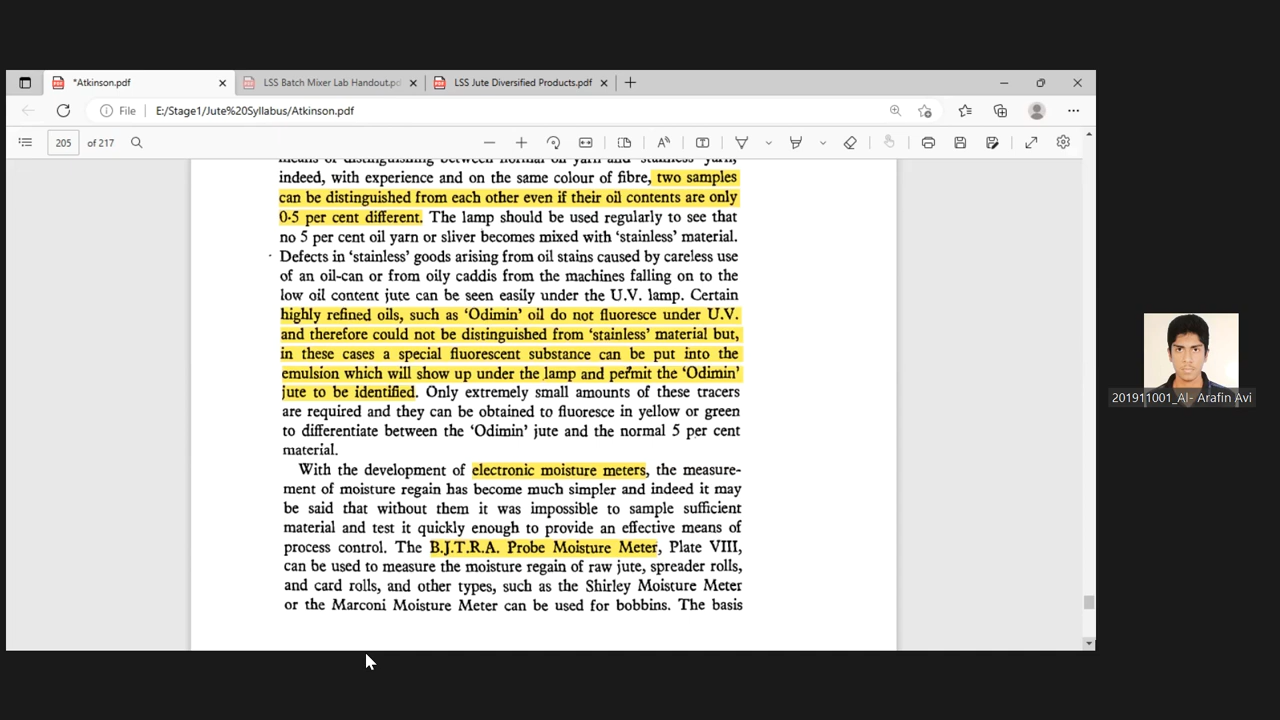 *Atkinson.pdf
LSS Batch Mixer Lab Handout.pd
LSS Jute Diversified Products.pdf
File
E:/Stage1/Jute%20Syllabus/Atkinson.pdf
205 of 217
means of distinguishing between normal oil yarn and 'stainless' yarn,
indeed, with experience and on the same colour of fibre, two samples
can be distinguished from each other even if their oil contents are only
0·5 per cent different. The lamp should be used regularly to see that
no 5 per cent oil yarn or sliver becomes mixed with 'stainless' material.
Defects in 'stainless' goods arising from oil stains caused by careless use
of an oil-can or from oily caddis from the machines falling on to the
low oil content jute can be seen easily under the U.V. lamp. Certain
highly refined oils, such as 'Odimin' oil do not fluoresce under U.V.
and therefore could not be distinguished from 'stainless' material but,
in these cases a special fluorescent substance can be put into the
emulsion which will show up under the lamp and permit the 'Odimin'
jute to be identified. Only extremely small amounts of these tracers
are required and they can be obtained to fluoresce in yellow or green
to differentiate between the 'Odimin' jute and the normal 5 per cent
material.
With the development of electronic moisture meters, the measure-
ment of moisture regain has become much simpler and indeed it may
be said that without them it was impossible to sample sufficient
material and test it quickly enough to provide an effective means of
process control. The B.J.T.R.A. Probe Moisture Meter, Plate VIII,
can be used to measure the moisture regain of raw jute, spreader rolls,
and card rolls, and other types, such as the Shirley Moisture Meter
or the Marconi Moisture Meter can be used for bobbins. The basis
201911001_Al- Arafin Avi